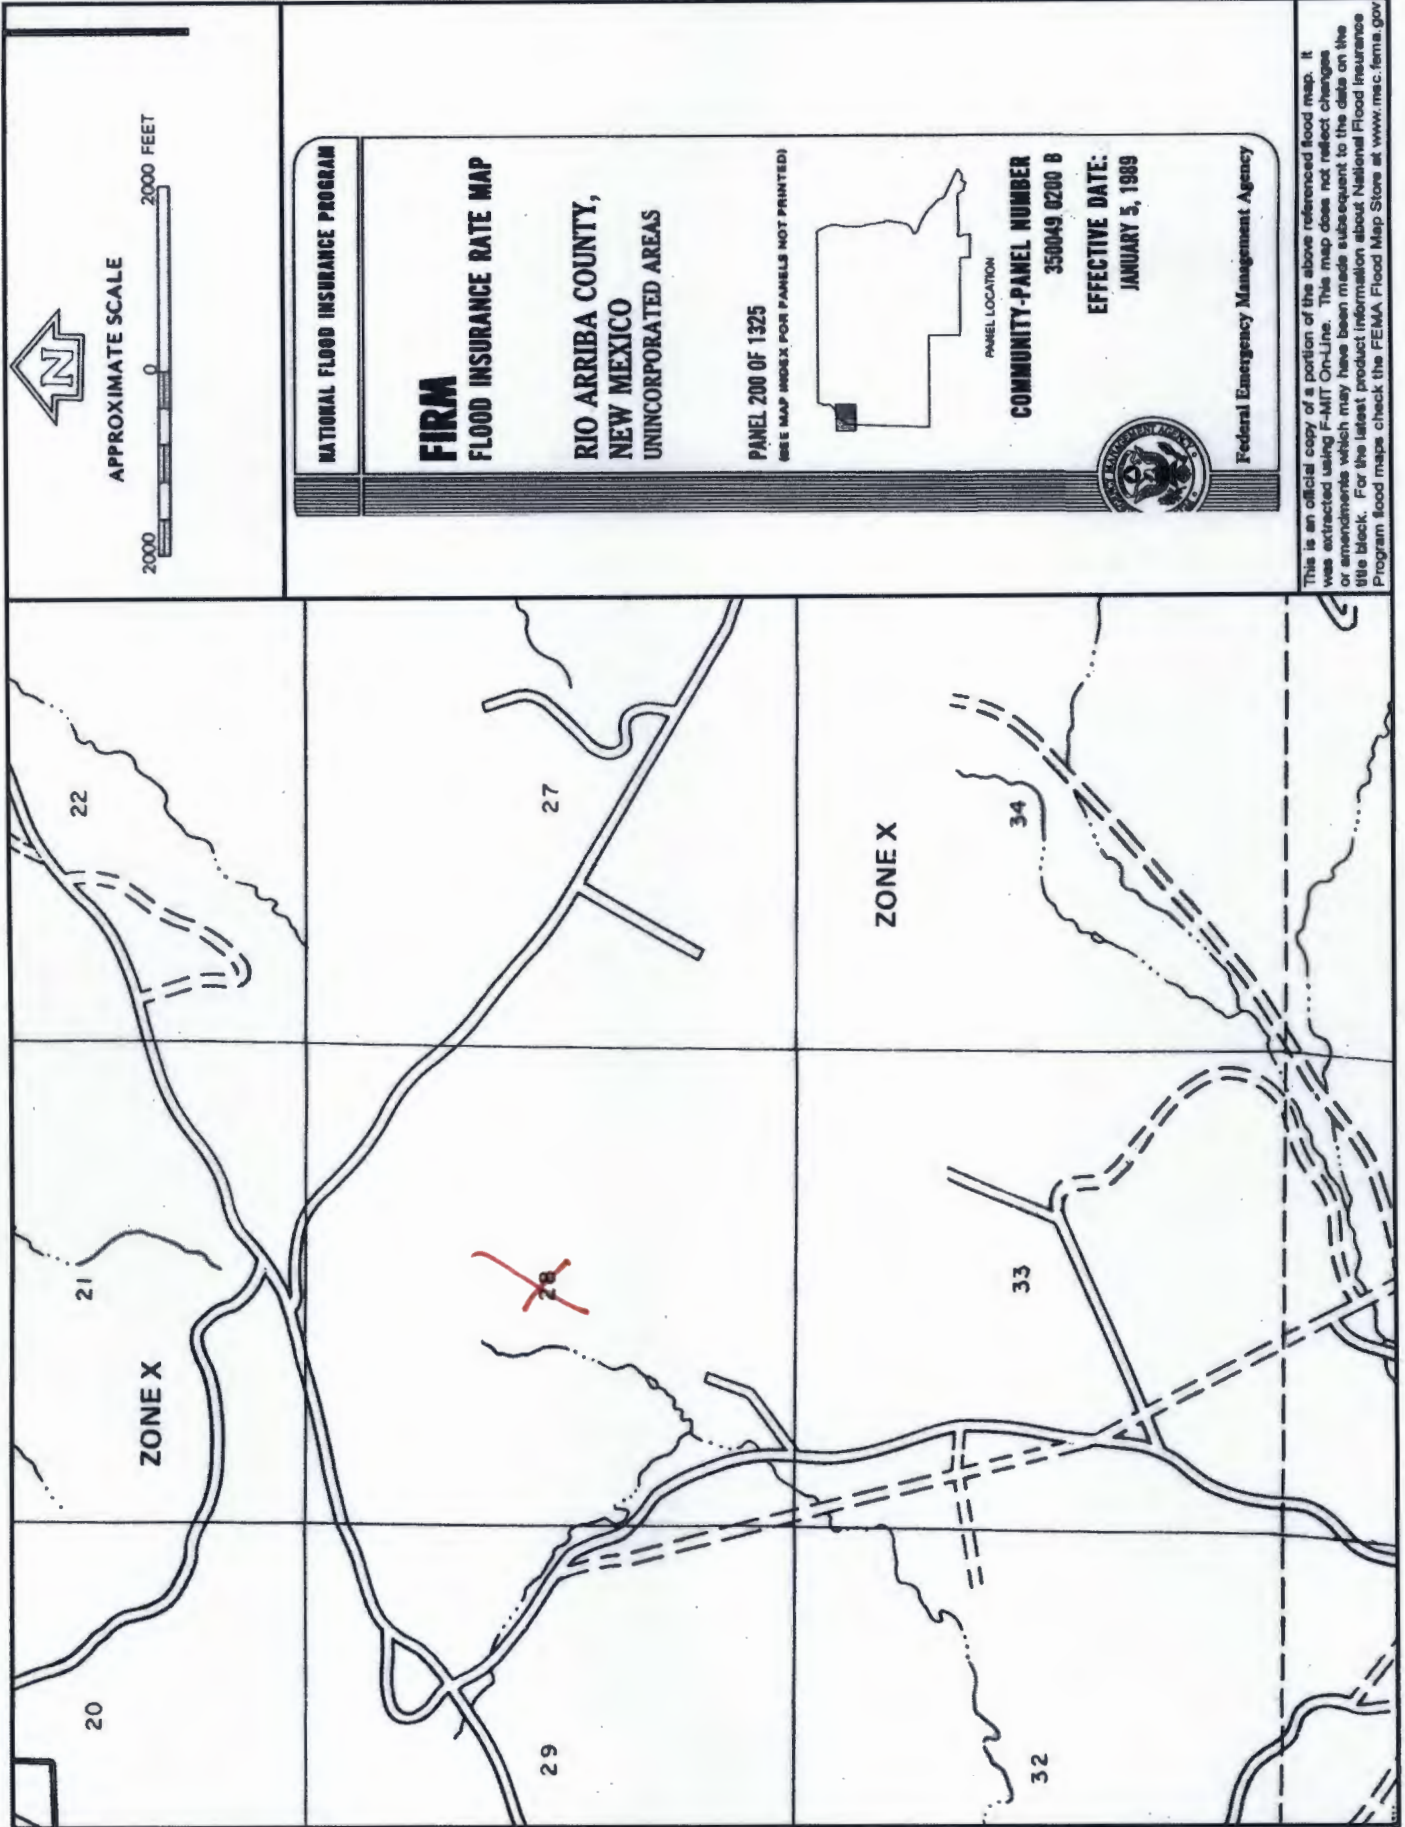 2000
0
2000 FEET
APPROXIMATE SCALE
N
NATIONAL FLOOD INSURANCE PROGRAM
FIRM
FLOOD INSURANCE RATE MAP
RIO ARRIBA COUNTY,
NEW MEXICO
UNINCORPORATED AREAS
PANEL 200 OF 1325
(SEE MAP INDEX FOR PANELS NOT PRINTED)
PANEL LOCATION
COMMUNITY-PANEL NUMBER
350049 0200 B
EFFECTIVE DATE:
JANUARY 5, 1989
Federal Emergency Management Agency
This is an official copy of a portion of the above referenced flood map. It
was extracted using F-MIT On-Line. This map does not reflect changes
or amendments which may have been made subsequent to the date on the
title block. For the latest product information about National Flood Insurance
Program flood maps check the FEMA Flood Map Store at www.msc.fema.gov
20
21
22
ZONE X
29
28
27
ZONE X
32
33
34